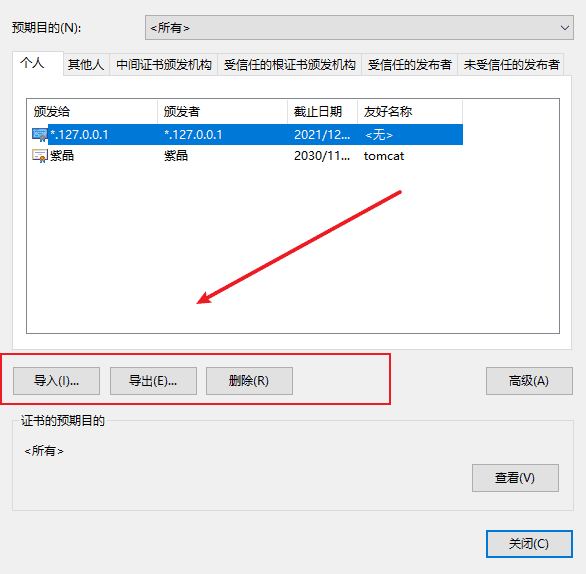 预期目的(N): <所有>
个人 其他人 中间证书颁发机构 受信任的根证书颁发机构 受信任的发布者 未受信任的发布者
颁发给 颁发者 截止日期 友好名称
*.127.0.0.1 *.127.0.0.1 2021/12... <无>
紫晶 紫晶 2030/11... tomcat
导入(I)... 导出(E)... 删除(R) 高级(A)
证书的预期目的
<所有>
查看(V)
关闭(C)